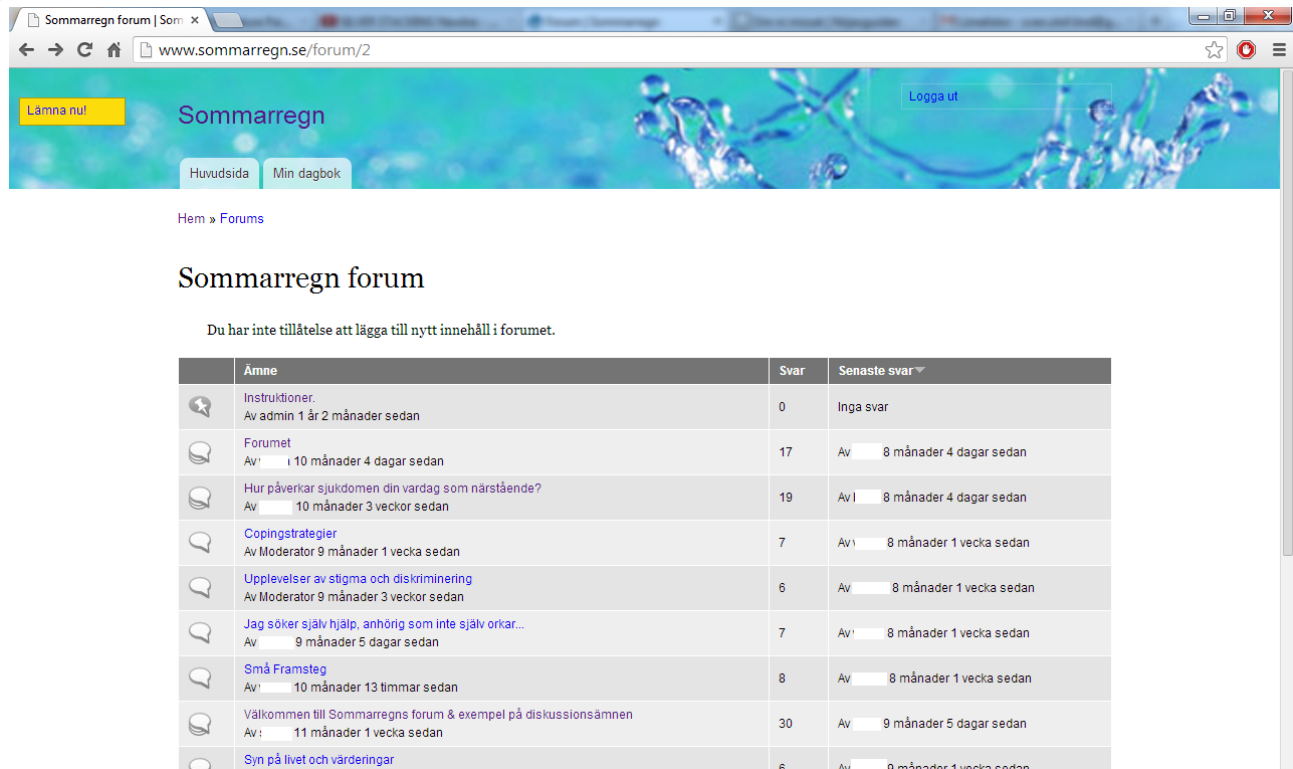 Sommarregn forum | Som
www.sommarregn.se/forum/2
Lämna nu!
Sommarregn
Logga ut
Huvudsida Min dagbok
Hem » Forums
Sommarregn forum
Du har inte tillåtelse att lägga till nytt innehåll i forumet.
Ämne Svar Senaste svar
Instruktioner.
Av admin 1 år 2 månader sedan
0 Inga svar
Forumet
Av 10 månader 4 dagar sedan
17 Av 8 månader 4 dagar sedan
Hur påverkar sjukdomen din vardag som närstående?
Av 10 månader 3 veckor sedan
19 Av 8 månader 4 dagar sedan
Copingstrategier
Av Moderator 9 månader 1 vecka sedan
7 Av 8 månader 1 vecka sedan
Upplevelser av stigma och diskriminering
Av Moderator 9 månader 3 veckor sedan
6 Av 8 månader 1 vecka sedan
Jag söker själv hjälp, anhörig som inte själv orkar...
Av 9 månader 5 dagar sedan
7 Av 8 månader 1 vecka sedan
Små Framsteg
Av 10 månader 13 timmar sedan
8 Av 8 månader 1 vecka sedan
Välkommen till Sommarregns forum & exempel på diskussionsämnen
Av 11 månader 1 vecka sedan
30 Av 9 månader 5 dagar sedan
Syn på livet och värderingar
6 Av 9 månader 1 vecka sedan